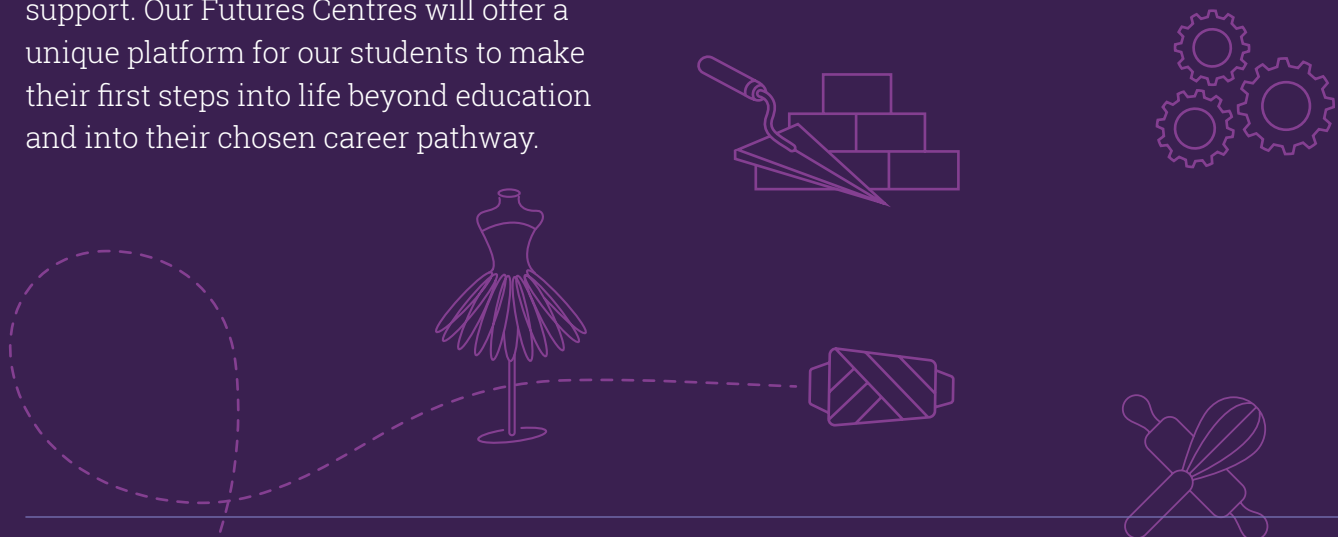 support. Our Futures Centres will offer a
unique platform for our students to make
their first steps into life beyond education
and into their chosen career pathway.